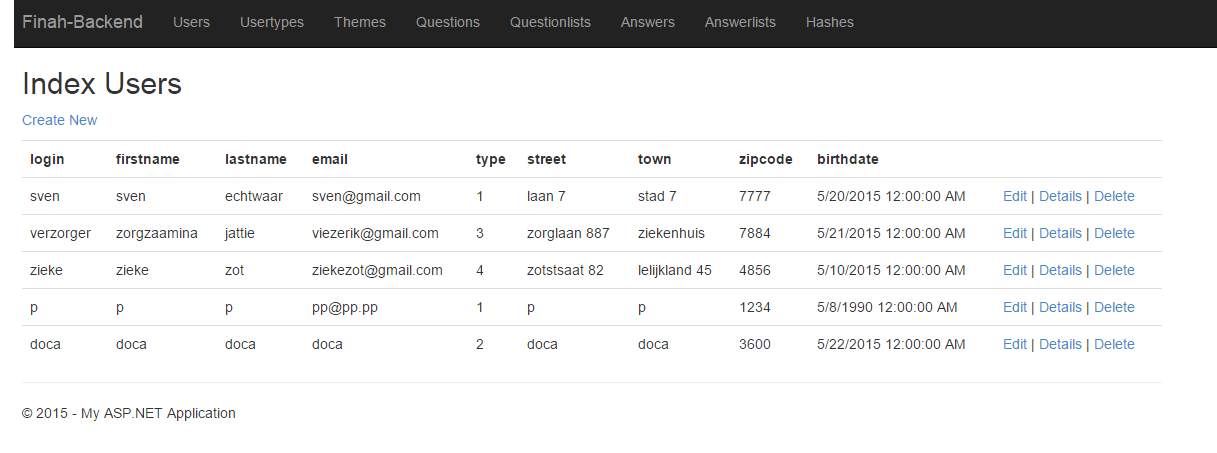 Finah-Backend Users Usertypes Themes Questions Questionlists Answers Answerlists Hashes
Index Users
Create New
login firstname lastname email type street town zipcode birthdate
sven sven echtwaar sven@gmail.com 1 laan 7 stad 7 7777 5/20/2015 12:00:00 AM Edit | Details | Delete
verzorger zorgzaamina jattie viezerik@gmail.com 3 zorglaan 887 ziekenhuis 7884 5/21/2015 12:00:00 AM Edit | Details | Delete
zieke zieke zot ziekezot@gmail.com 4 zotstsaat 82 lelijkland 45 4856 5/10/2015 12:00:00 AM Edit | Details | Delete
p p p pp@pp.pp 1 p p 1234 5/8/1990 12:00:00 AM Edit | Details | Delete
doca doca doca doca 2 doca doca 3600 5/22/2015 12:00:00 AM Edit | Details | Delete
© 2015 - My ASP.NET Application